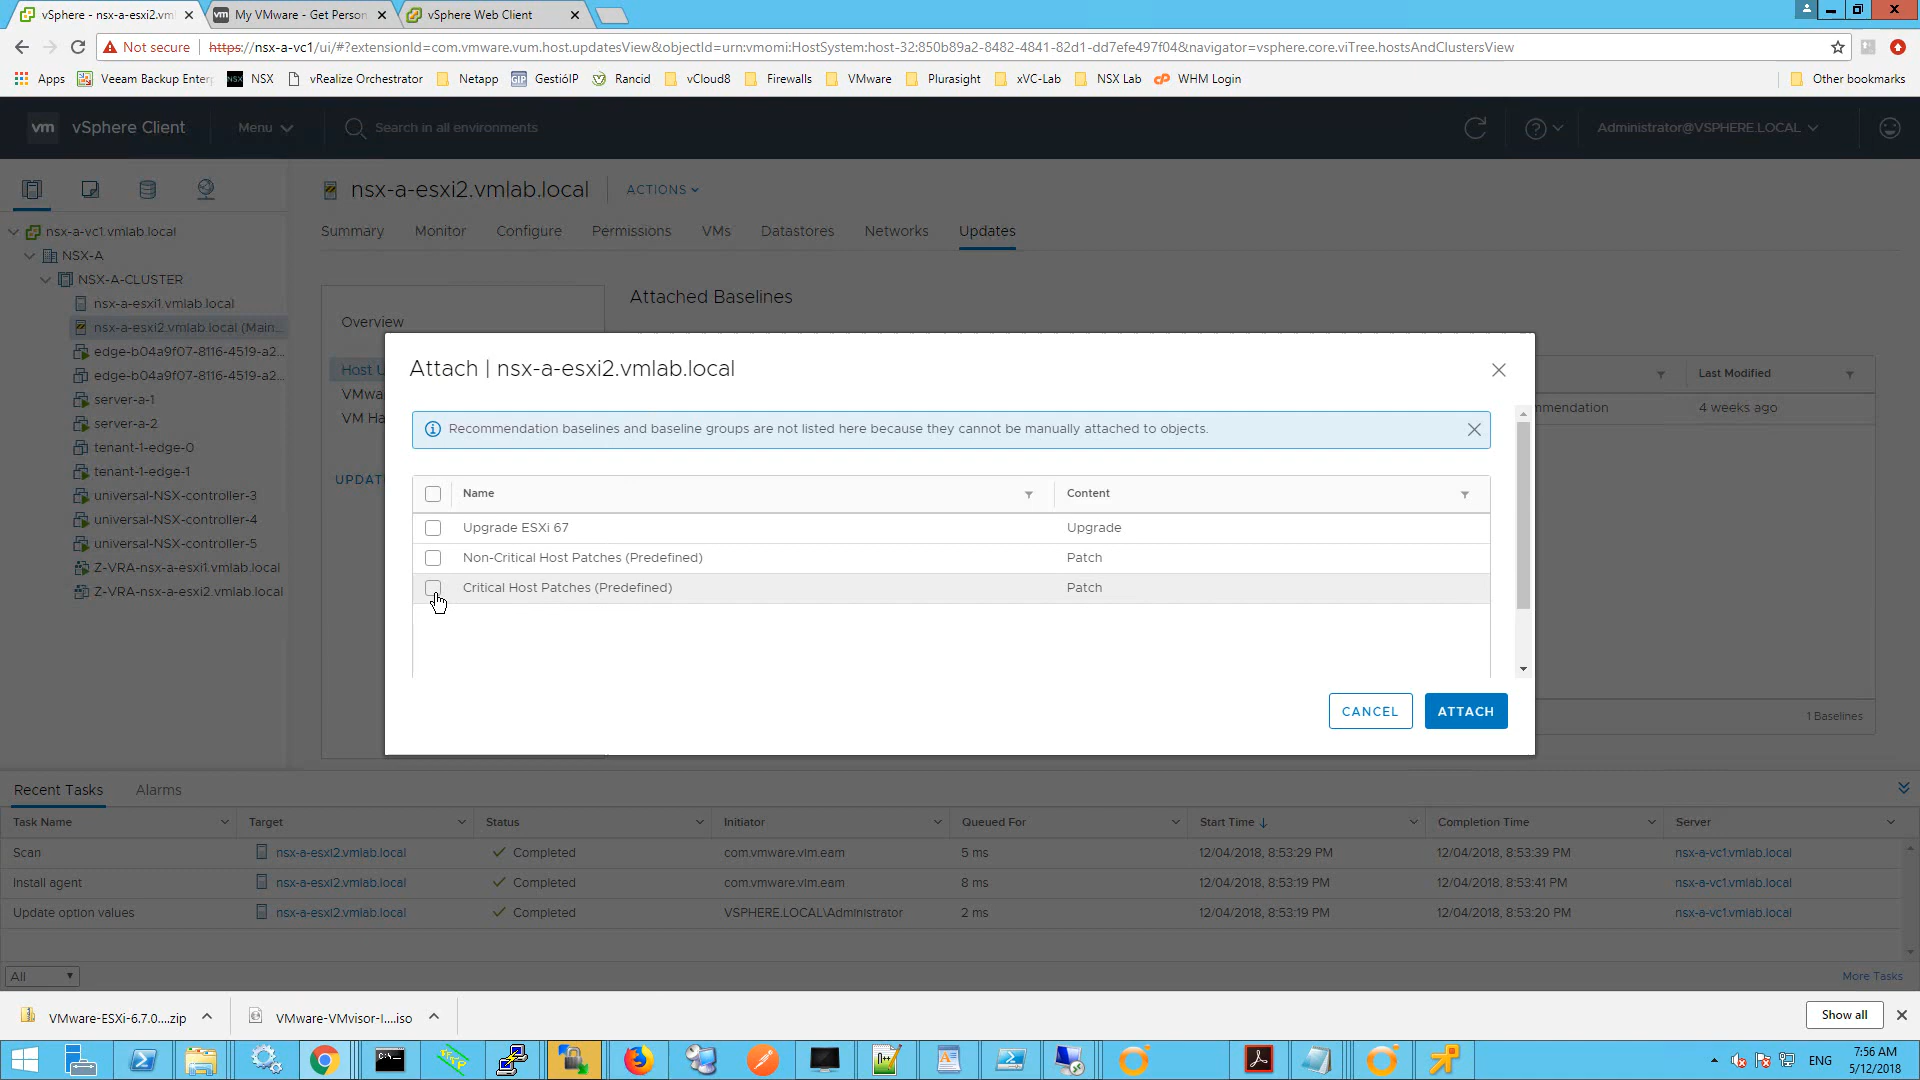 vSphere - nsx-a-esxi2.vml
My VMware - Get Person
vSphere Web Client
Not secure
https://nsx-a-vc1/ui/#?extensionId=com.vmware.vum.host.updatesView&objectId=urn:vmomi:HostSystem:host-32:850b89a2-8482-4841-82d1-dd7efe497f04&navigator=vsphere.core.viTree.hostsAndClustersView
Apps
Veeam Backup Enter
NSX
vRealize Orchestrator
Netapp
GestióIP
Rancid
vCloud8
Firewalls
VMware
Plurasight
xVC-Lab
NSX Lab
WHM Login
Other bookmarks
vm vSphere Client
Menu
Search in all environments
Administrator@VSPHERE.LOCAL
nsx-a-esxi2.vmlab.local
ACTIONS
Summary
Monitor
Configure
Permissions
VMs
Datastores
Networks
Updates
nsx-a-vc1.vmlab.local
NSX-A
NSX-A-CLUSTER
nsx-a-esxi1.vmlab.local
nsx-a-esxi2.vmlab.local (Main...
edge-b04a9f07-8116-4519-a2...
edge-b04a9f07-8116-4519-a2...
server-a-1
server-a-2
tenant-1-edge-0
tenant-1-edge-1
universal-NSX-controller-3
universal-NSX-controller-4
universal-NSX-controller-5
Z-VRA-nsx-a-esxi1.vmlab.local
Z-VRA-nsx-a-esxi2.vmlab.local
Overview
Host U
VMwa
VM Ha
UPDAT
Attached Baselines
Last Modified
mmendation
4 weeks ago
1 Baselines
Attach | nsx-a-esxi2.vmlab.local
Recommendation baselines and baseline groups are not listed here because they cannot be manually attached to objects.
Name
Content
Upgrade ESXi 67
Upgrade
Non-Critical Host Patches (Predefined)
Patch
Critical Host Patches (Predefined)
Patch
CANCEL
ATTACH
Recent Tasks
Alarms
Task Name
Target
Status
Initiator
Queued For
Start Time
Completion Time
Server
Scan
nsx-a-esxi2.vmlab.local
Completed
com.vmware.vim.eam
5 ms
12/04/2018, 8:53:29 PM
12/04/2018, 8:53:39 PM
nsx-a-vc1.vmlab.local
Install agent
nsx-a-esxi2.vmlab.local
Completed
com.vmware.vim.eam
8 ms
12/04/2018, 8:53:19 PM
12/04/2018, 8:53:41 PM
nsx-a-vc1.vmlab.local
Update option values
nsx-a-esxi2.vmlab.local
Completed
VSPHERE.LOCAL\Administrator
2 ms
12/04/2018, 8:53:19 PM
12/04/2018, 8:53:20 PM
nsx-a-vc1.vmlab.local
All
More Tasks
VMware-ESXi-6.7.0....zip
VMware-VMvisor-I....iso
Show all
ENG
7:56 AM
5/12/2018